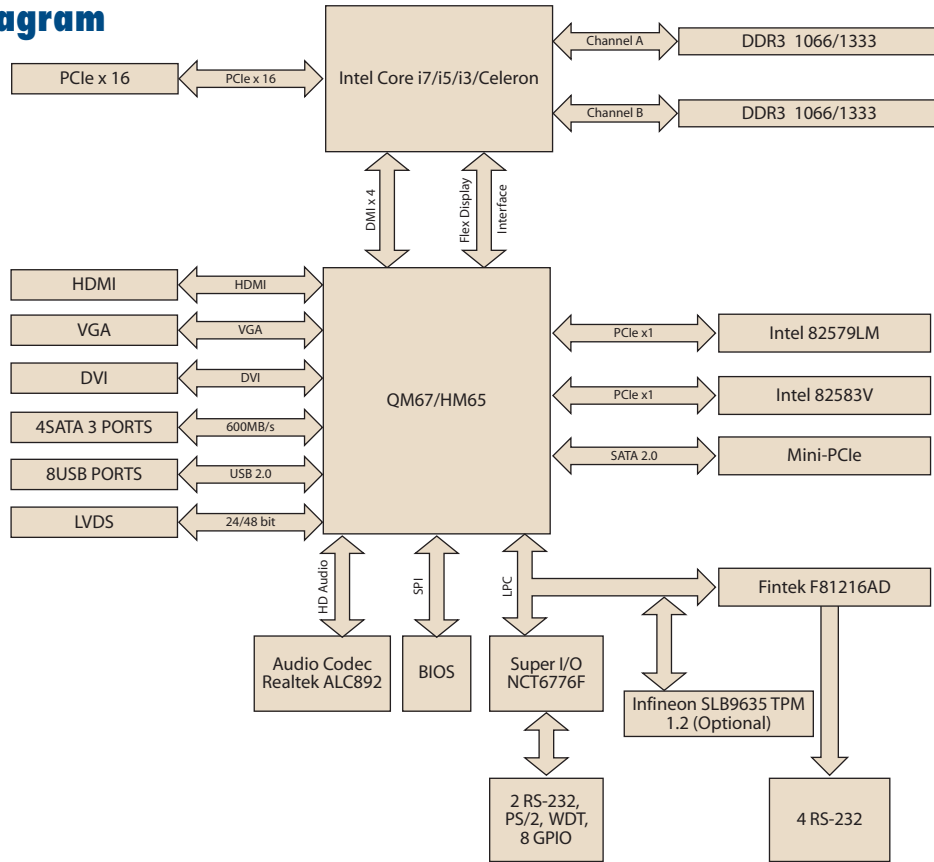 agram
Channel A
DDR3 1066/1333
PCIe x 16
PCIe x 16
Intel Core i7/i5/i3/Celeron
Channel B
DDR3 1066/1333
DMI x 4
Flex Display
Interface
HDMI
HDMI
VGA
VGA
DVI
DVI
4SATA 3 PORTS
600MB/s
8USB PORTS
USB 2.0
LVDS
24/48 bit
QM67/HM65
PCIe x1
Intel 82579LM
PCIe x1
Intel 82583V
SATA 2.0
Mini-PCIe
HD Audio
SPI
LPC
Fintek F81216AD
Audio Codec
Realtek ALC892
BIOS
Super I/O
NCT6776F
Infineon SLB9635 TPM
1.2 (Optional)
2 RS-232,
PS/2, WDT,
8 GPIO
4 RS-232